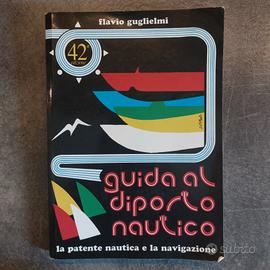 flavio guglielmi
42ª
guida al
diporto
nautico
la patente nautica e la navigazione
subito